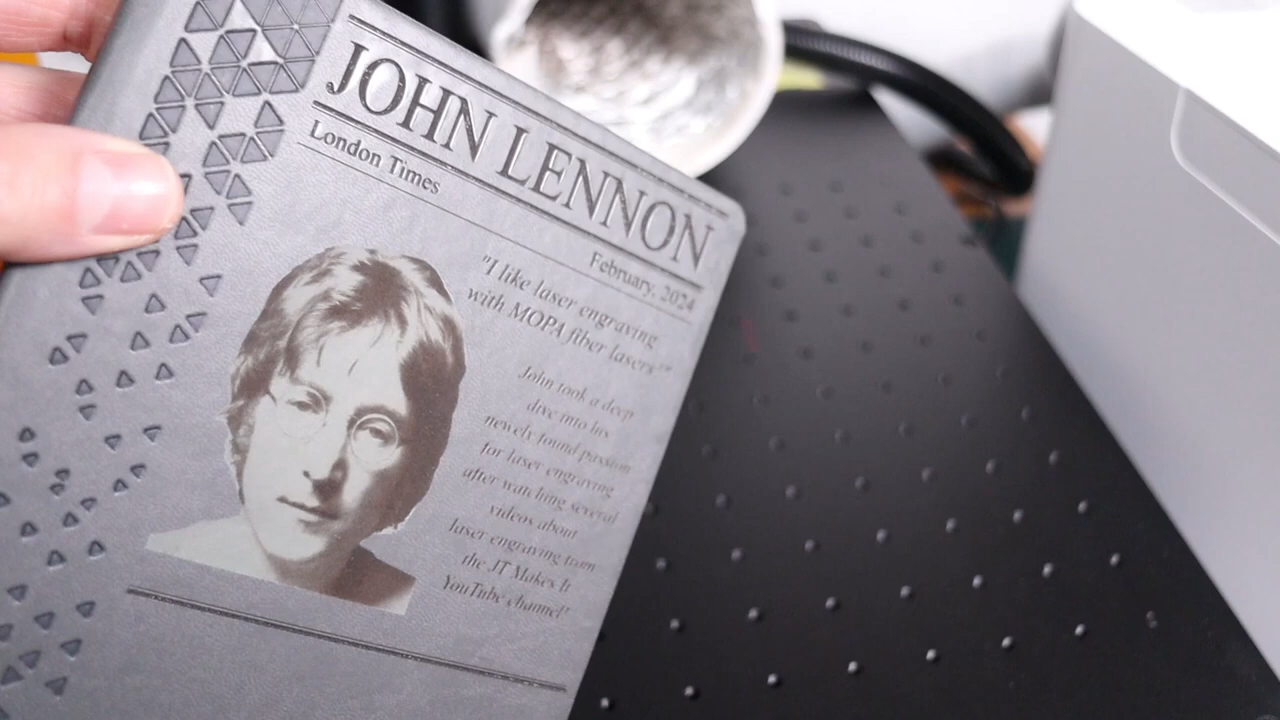 JOHN LENNON
London Times
February, 2024
"I like laser engraving
with MOPA fiber lasers"
John took a deep
dive into his
newely found passion
for laser engraving
after watching several
videos about
laser engraving from
the JT Makes It
YouTube channel"